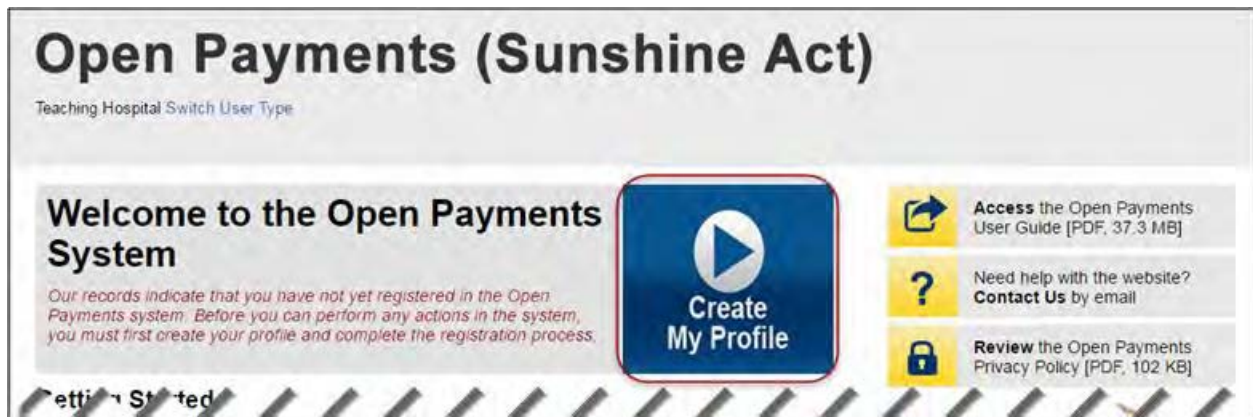 Open Payments (Sunshine Act)
Teaching Hospital Switch User Type
Welcome to the Open Payments
System
Our records indicate that you have not yet registered in the Open
Payments system. Before you can perform any actions in the system,
you must first create your profile and complete the registration process.
Create
My Profile
Access the Open Payments
User Guide [PDF, 37.3 MB]
?
Need help with the website?
Contact Us by email
Review the Open Payments
Privacy Policy [PDF, 102 KB]
Getting Started